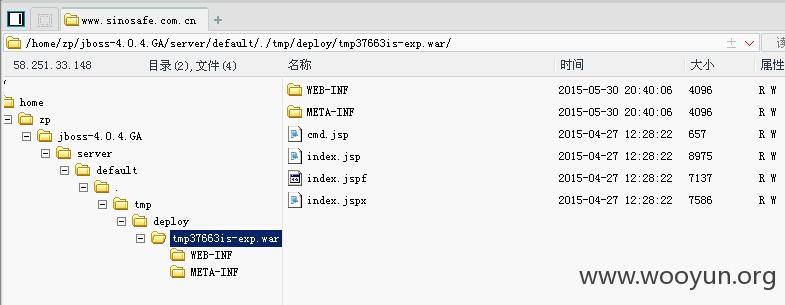 www.sinosafe.com.cn
/home/zp/jboss-4.0.4.GA/server/default/./tmp/deploy/tmp37663is-exp.war/
58.251.33.148 目录(2),文件(4) 名称 时间 大小 属性
/
home
zp
jboss-4.0.4.GA
server
default
.
tmp
deploy
tmp37663is-exp.war
WEB-INF
META-INF
WEB-INF 2015-05-30 20:40:06 4096 R W
META-INF 2015-05-30 20:40:06 4096 R W
cmd.jsp 2015-04-27 12:28:22 657 R W
index.jsp 2015-04-27 12:28:22 8975 R W
index.jspf 2015-04-27 12:28:22 7137 R W
index.jspx 2015-04-27 12:28:22 7586 R W
www.wooyun.org